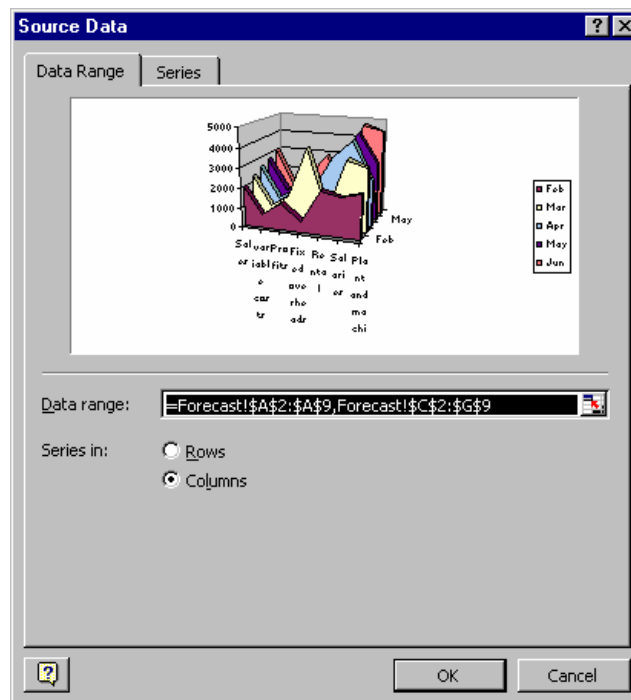 Source Data
Data Range
Series
5000
4000
3000
2000
1000
0
Feb
Mar
Apr
May
Jun
May
Feb
Data range:
=Forecast!$A$2:$A$9,Forecast!$C$2:$G$9
Series in:
Rows
Columns
OK
Cancel